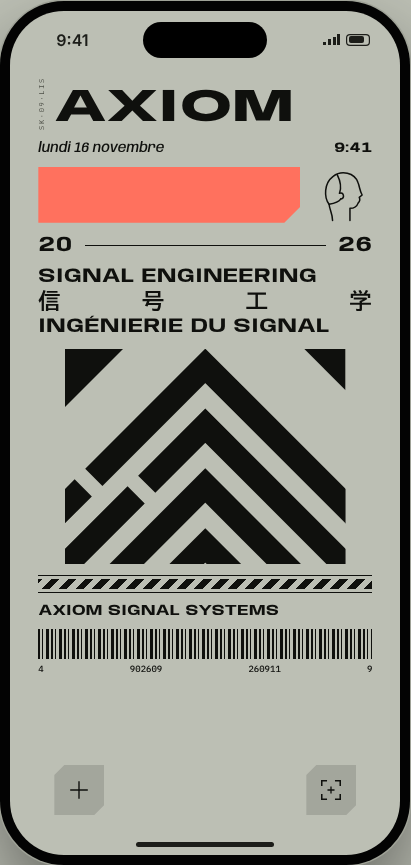 9:41
SK-09-LIS
AXIOM
lundi 16 novembre 9:41
20 26
SIGNAL ENGINEERING
信号工学
INGÉNIERIE DU SIGNAL
AXIOM SIGNAL SYSTEMS
4 902609 260911 9